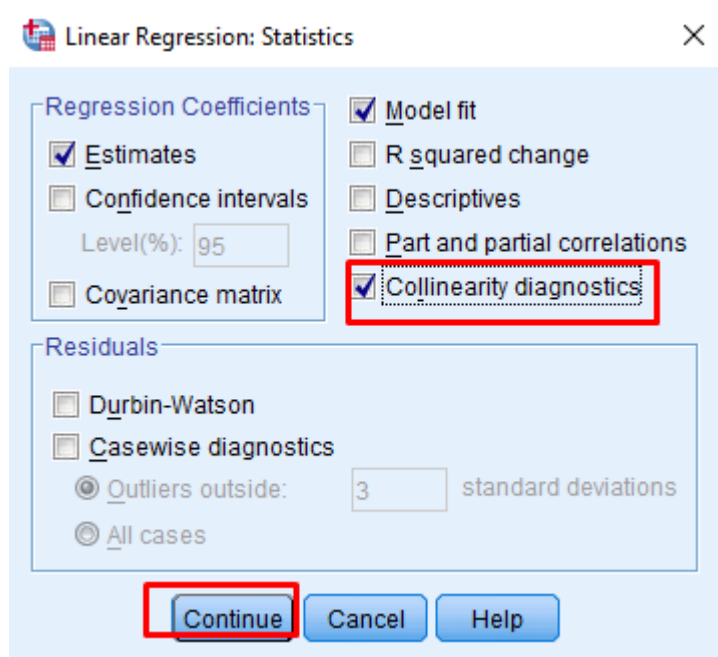 Linear Regression: Statistics
Regression Coefficients
Estimates
Confidence intervals
Level(%): 95
Covariance matrix
Model fit
R squared change
Descriptives
Part and partial correlations
Collinearity diagnostics
Residuals
Durbin-Watson
Casewise diagnostics
Outliers outside: 3 standard deviations
All cases
Continue Cancel Help